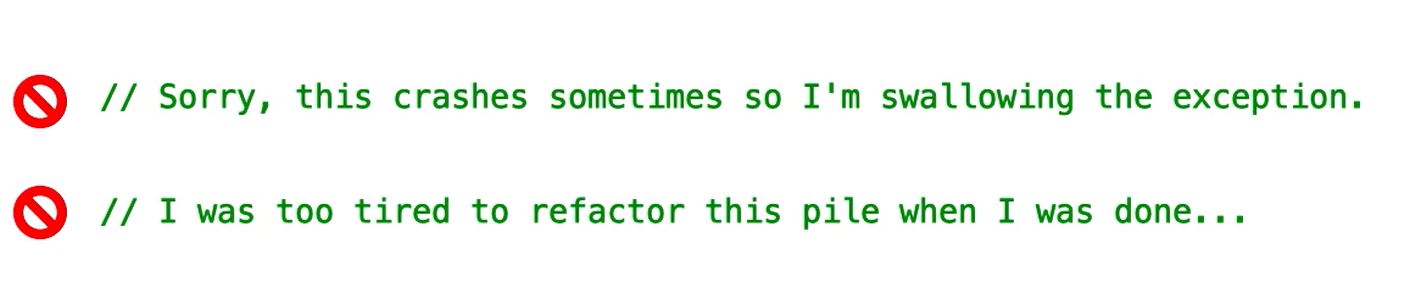 // Sorry, this crashes sometimes so I'm swallowing the exception.
// I was too tired to refactor this pile when I was done...